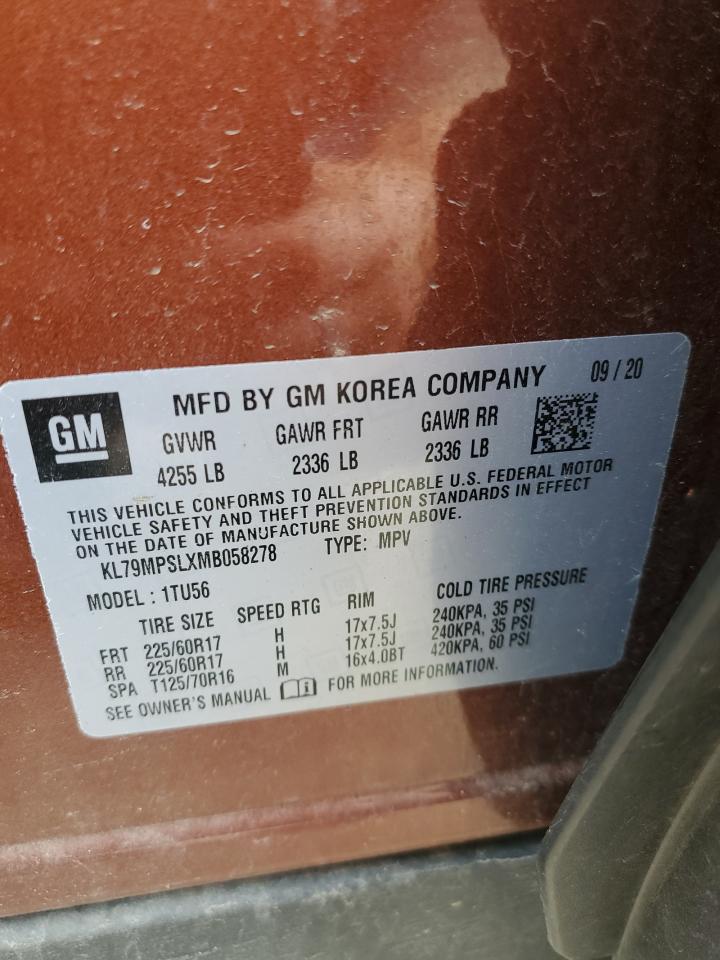 GM
MFD BY GM KOREA COMPANY 09 / 20
GVWR GAWR FRT GAWR RR
4255 LB 2336 LB 2336 LB
THIS VEHICLE CONFORMS TO ALL APPLICABLE U.S. FEDERAL MOTOR
VEHICLE SAFETY AND THEFT PREVENTION STANDARDS IN EFFECT
ON THE DATE OF MANUFACTURE SHOWN ABOVE.
KL79MPSLXMB058278 TYPE: MPV
MODEL : 1TU56
TIRE SIZE SPEED RTG RIM COLD TIRE PRESSURE
FRT 225/60R17 H 17x7.5J 240KPA, 35 PSI
RR 225/60R17 H 17x7.5J 240KPA, 35 PSI
SPA T125/70R16 M 16x4.0BT 420KPA, 60 PSI
SEE OWNER'S MANUAL FOR MORE INFORMATION.